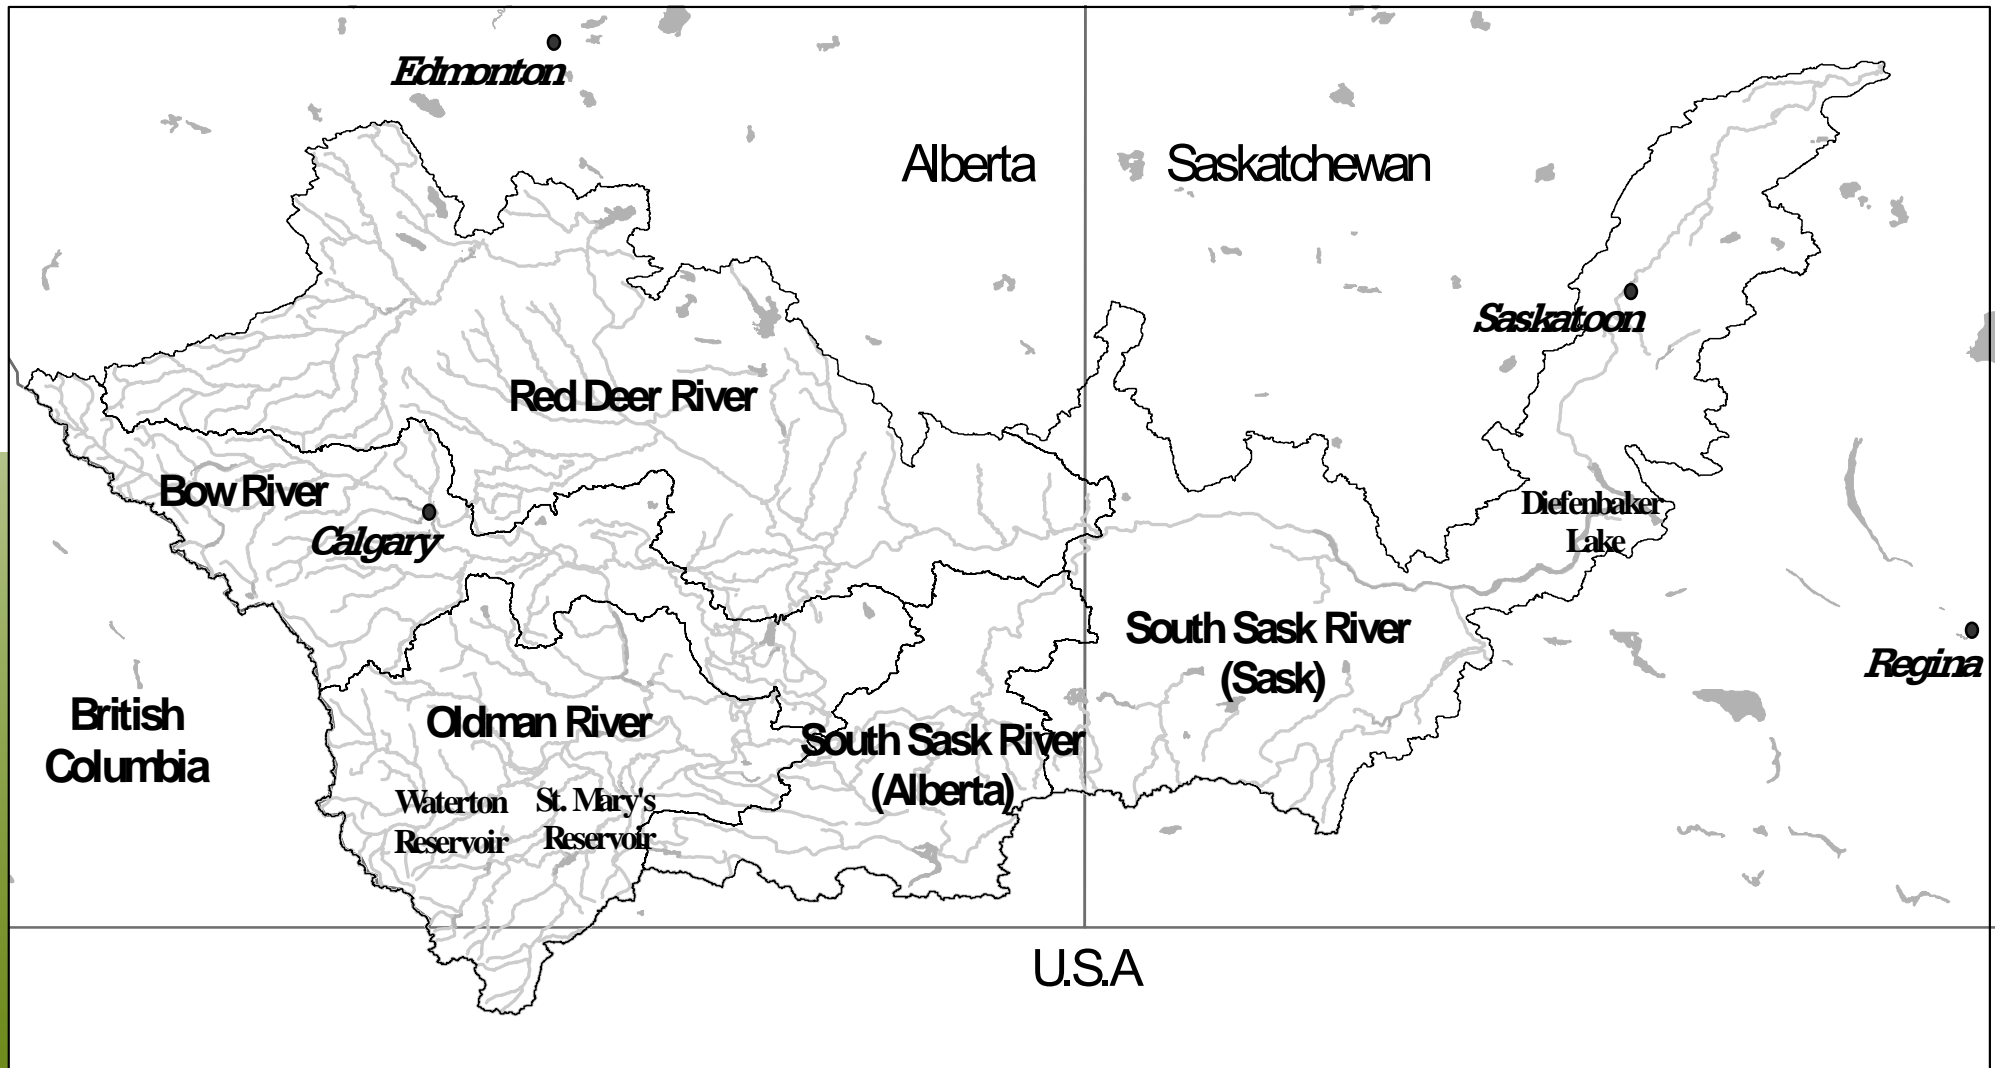 Edmonton
Alberta
Saskatchewan
Saskatoon
Red Deer River
Bow River
Calgary
Diefenbaker
Lake
South Sask River
(Sask)
Regina
British
Columbia
Oldman River
South Sask River
(Alberta)
Waterton
Reservoir
St. Mary's
Reservoir
U.S.A